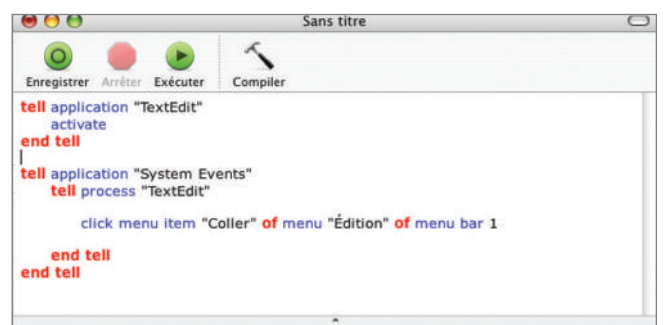 Sans titre
Enregistrer Arrêter Exécuter Compiler
tell application "TextEdit"
activate
end tell
tell application "System Events"
tell process "TextEdit"
click menu item "Coller" of menu "Édition" of menu bar 1
end tell
end tell